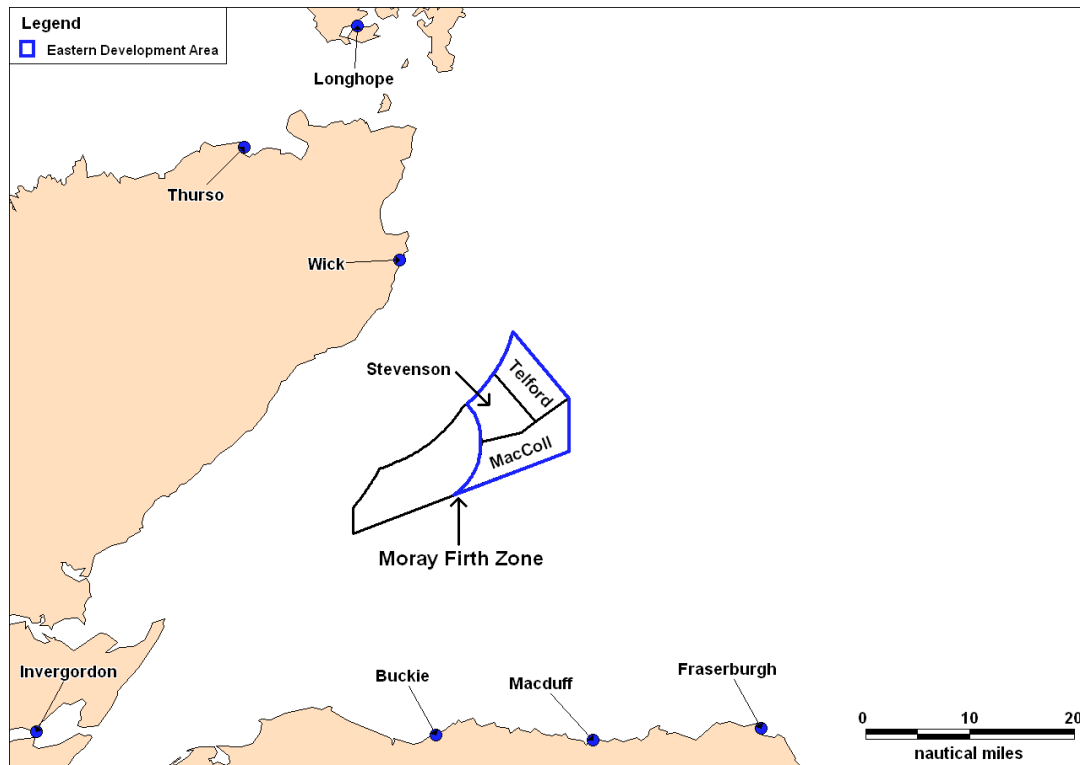 Legend
Eastern Development Area
Longhope
Thurso
Wick
Stevenson
Telford
MacColl
Moray Firth Zone
Invergordon
Buckie
Macduff
Fraserburgh
0 10 20
nautical miles